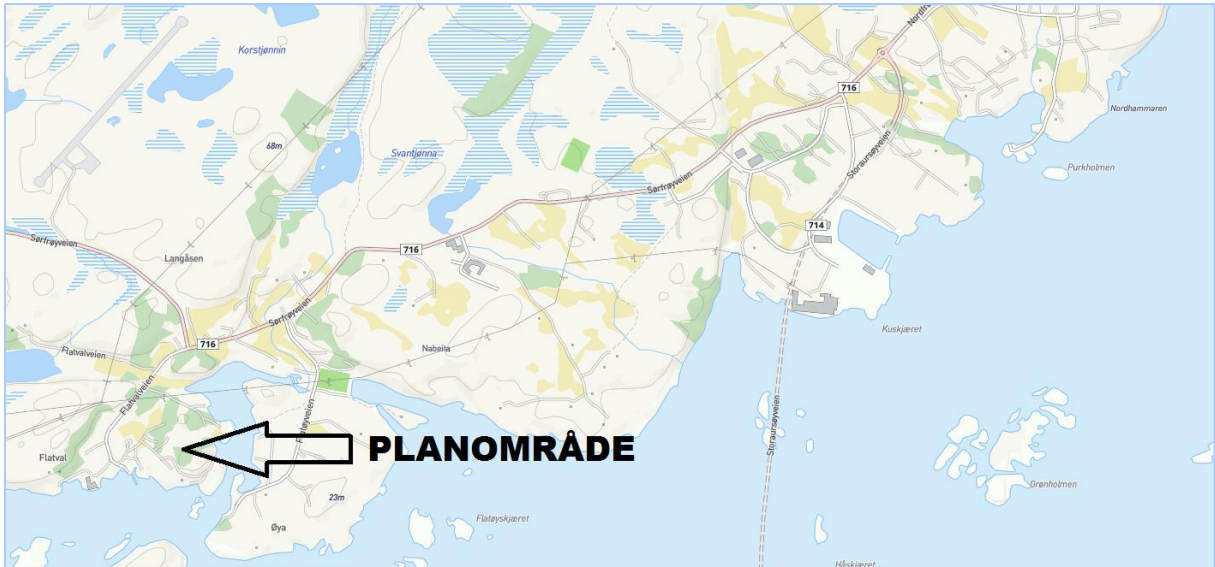 Nordfrø
Korstjønnin
716
Nordhammaren
68m
Svantjønna
Purkholmen
Sørfrøyveien
Storaursøyveien
714
Sørfrøyveien
716
Langåsen
Kuskjæret
Sørfrøyveien
716
Nabeita
Flatvalveien
Flatvalveien
Storaursøyveien
Flatøyveien
PLANOMRÅDE
Flatval
Grønholmen
23m
Flatøyskjæret
Øya
Håskjæret